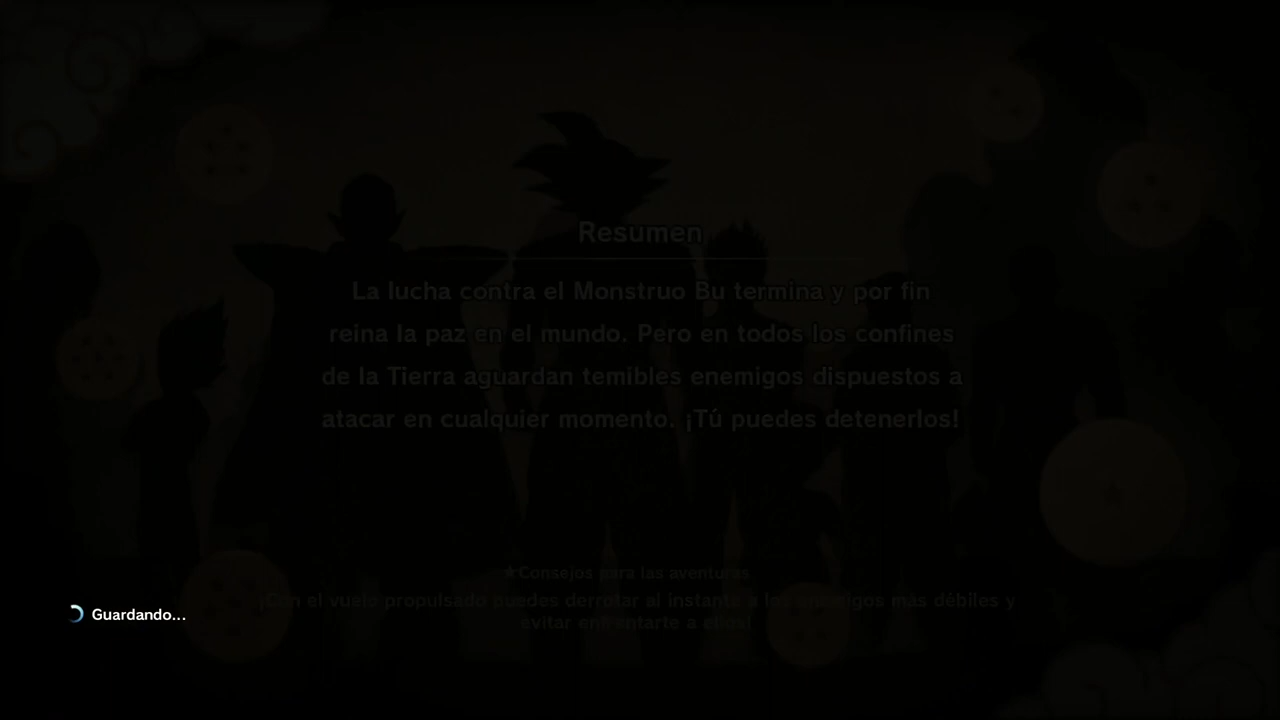 Resumen
La lucha contra el Monstruo Bu termina y por fin
reina la paz en el mundo. Pero en todos los confines
de la Tierra aguardan temibles enemigos dispuestos a
atacar en cualquier momento. ¡Tú puedes detenerlos!
★Consejos para las aventuras
¡Con el vuelo propulsado puedes derrotar al instante a los enemigos más débiles y
evitar enfrentarte a ellos!
Guardando...